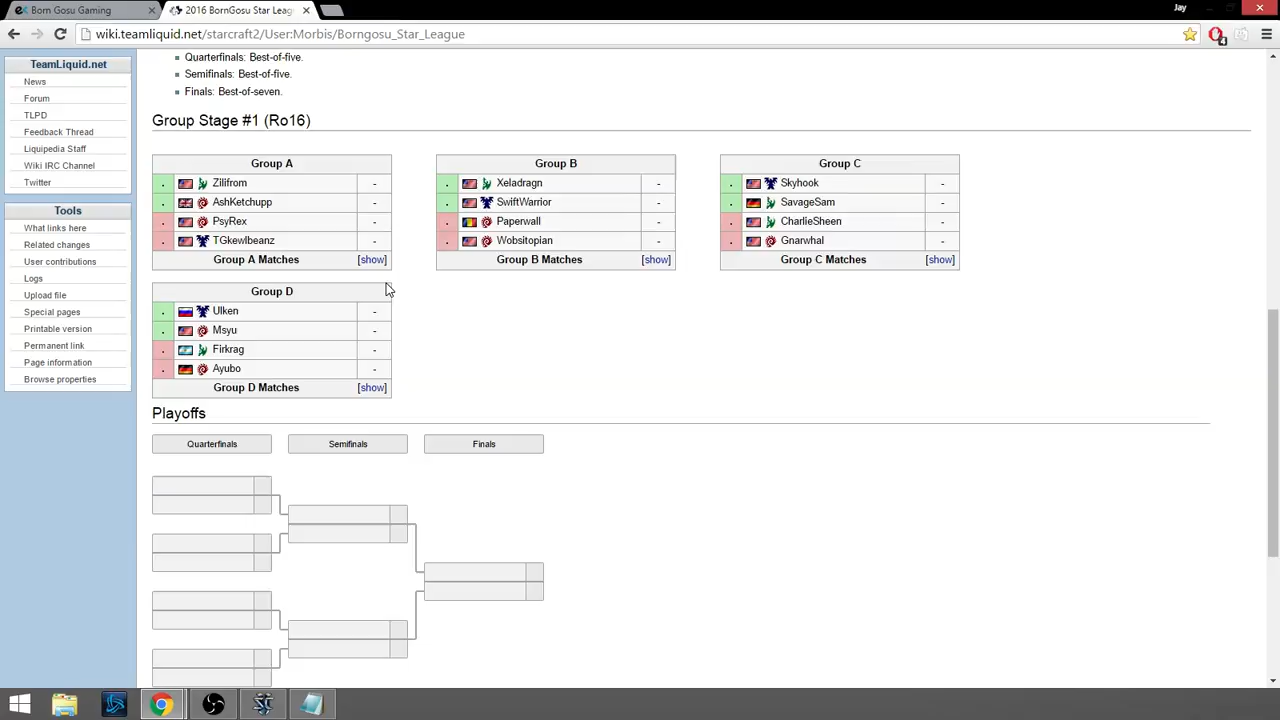 Born Gosu Gaming
2016 BornGosu Star Leag
Jay
wiki.teamliquid.net/starcraft2/User:Morbis/Borngosu_Star_League
4
TeamLiquid.net
News
Forum
TLPD
Feedback Thread
Liquipedia Staff
Wiki IRC Channel
Twitter
Tools
What links here
Related changes
User contributions
Logs
Upload file
Special pages
Printable version
Permanent link
Page information
Browse properties
Quarterfinals: Best-of-five.
Semifinals: Best-of-five.
Finals: Best-of-seven.
Group Stage #1 (Ro16)
Group A
. Zilifrom -
. AshKetchupp -
. PsyRex -
. TGkewlbeanz -
Group A Matches [show]
Group B
. Xeladragn -
. SwiftWarrior -
. Paperwall -
. Wobsitopian -
Group B Matches [show]
Group C
. Skyhook -
. SavageSam -
. CharlieSheen -
. Gnarwhal -
Group C Matches [show]
Group D
. Ulken -
. Msyu -
. Firkrag -
. Ayubo -
Group D Matches [show]
Playoffs
Quarterfinals
Semifinals
Finals